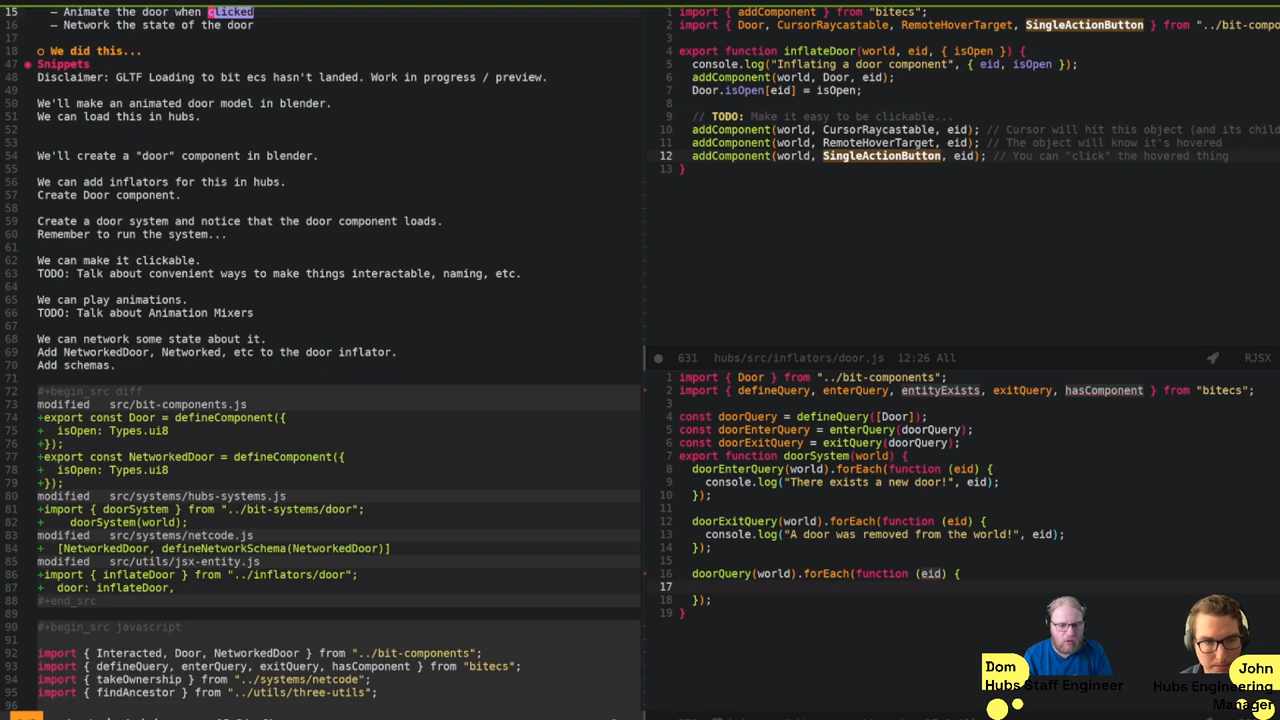 15 – Animate the door when clicked
16 – Network the state of the door
17
18 We did this...
47 Snippets
48 Disclaimer: GLTF Loading to bit ecs hasn't landed. Work in progress / preview.
49
50 We'll make an animated door model in blender.
51 We can load this in hubs.
52
53
54 We'll create a "door" component in blender.
55
56 We can add inflators for this in hubs.
57 Create Door component.
58
59 Create a door system and notice that the door component loads.
60 Remember to run the system...
61
62 We can make it clickable.
63 TODO: Talk about convenient ways to make things interactable, naming, etc.
64
65 We can play animations.
66 TODO: Talk about Animation Mixers
67
68 We can network some state about it.
69 Add NetworkedDoor, Networked, etc to the door inflator.
70 Add schemas.
71
72 #+begin_src diff
73 modified   src/bit-components.js
74 +export const Door = defineComponent({
75 +  isOpen: Types.ui8
76 +});
77 +export const NetworkedDoor = defineComponent({
78 +  isOpen: Types.ui8
79 +});
80 modified   src/systems/hubs-systems.js
81 +import { doorSystem } from "../bit-systems/door";
82 +    doorSystem(world);
83 modified   src/systems/netcode.js
84 +  [NetworkedDoor, defineNetworkSchema(NetworkedDoor)]
85 modified   src/utils/jsx-entity.js
86 +import { inflateDoor } from "../inflators/door";
87 +  door: inflateDoor,
88 #+end_src
89
90 #+begin_src javascript
91
92 import { Interacted, Door, NetworkedDoor } from "../bit-components";
93 import { defineQuery, enterQuery, exitQuery, hasComponent } from "bitecs";
94 import { takeOwnership } from "../systems/netcode";
95 import { findAncestor } from "../utils/three-utils";
96
1 import { addComponent } from "bitecs";
2 import { Door, CursorRaycastable, RemoteHoverTarget, SingleActionButton } from "../bit-compo
3
4 export function inflateDoor(world, eid, { isOpen }) {
5 console.log("Inflating a door component", { eid, isOpen });
6 addComponent(world, Door, eid);
7 Door.isOpen[eid] = isOpen;
8
9 // TODO: Make it easy to be clickable...
10 addComponent(world, CursorRaycastable, eid); // Cursor will hit this object (and its child
11 addComponent(world, RemoteHoverTarget, eid); // The object will know it's hovered
12 addComponent(world, SingleActionButton, eid); // You can "click" the hovered thing
13 }
631 hubs/src/inflators/door.js 12:26 All RJSX
1 import { Door } from "../bit-components";
2 import { defineQuery, enterQuery, entityExists, exitQuery, hasComponent } from "bitecs";
3
4 const doorQuery = defineQuery([Door]);
5 const doorEnterQuery = enterQuery(doorQuery);
6 const doorExitQuery = exitQuery(doorQuery);
7 export function doorSystem(world) {
8 doorEnterQuery(world).forEach(function (eid) {
9 console.log("There exists a new door!", eid);
10 });
11
12 doorExitQuery(world).forEach(function (eid) {
13 console.log("A door was removed from the world!", eid);
14 });
15
16 doorQuery(world).forEach(function (eid) {
17
18 });
19 }
Dom
Hubs Staff Engineer
John
Hubs Engineering
Manager